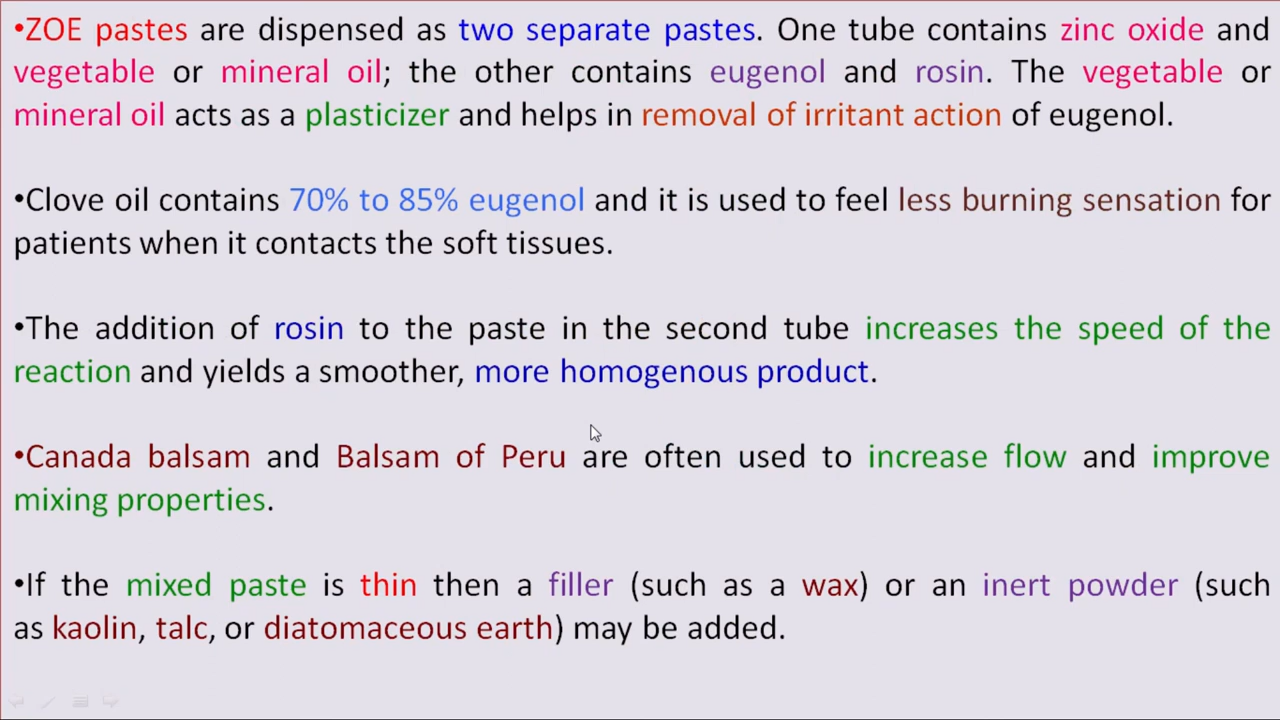 •ZOE pastes are dispensed as two separate pastes. One tube contains zinc oxide and
vegetable or mineral oil; the other contains eugenol and rosin. The vegetable or
mineral oil acts as a plasticizer and helps in removal of irritant action of eugenol.
•Clove oil contains 70% to 85% eugenol and it is used to feel less burning sensation for
patients when it contacts the soft tissues.
•The addition of rosin to the paste in the second tube increases the speed of the
reaction and yields a smoother, more homogenous product.
•Canada balsam and Balsam of Peru are often used to increase flow and improve
mixing properties.
•If the mixed paste is thin then a filler (such as a wax) or an inert powder (such
as kaolin, talc, or diatomaceous earth) may be added.